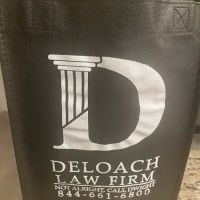 D
DELOACH
LAW FIRM
NOT ALRIGHT, CALL DWIGHT
844-661-6800